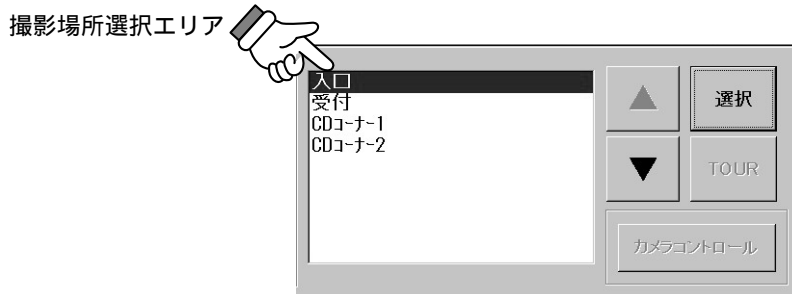 撮影場所選択エリア
入口
受付
CDコーナー1
CDコーナー2
選択
TOUR
カメラコントロール